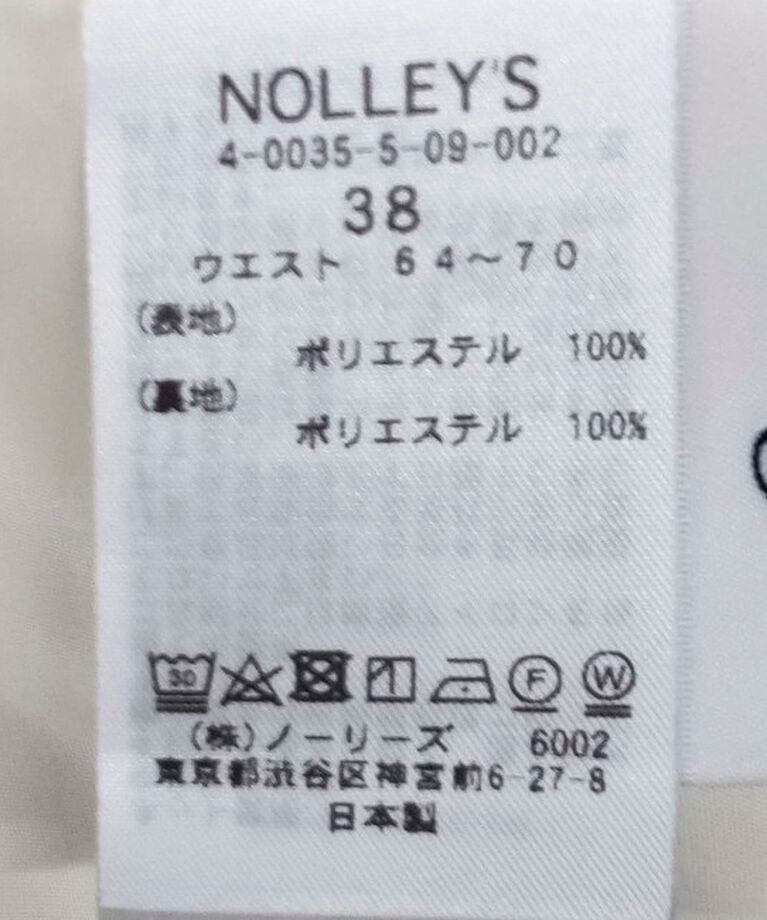 NOLLEY'S
4-0035-5-09-002
38
ウエスト　64〜70
(表地)
ポリエステル　100%
(裏地)
ポリエステル　100%
30
F W
(株)ノーリーズ　6002
東京都渋谷区神宮前6-27-8
日本製